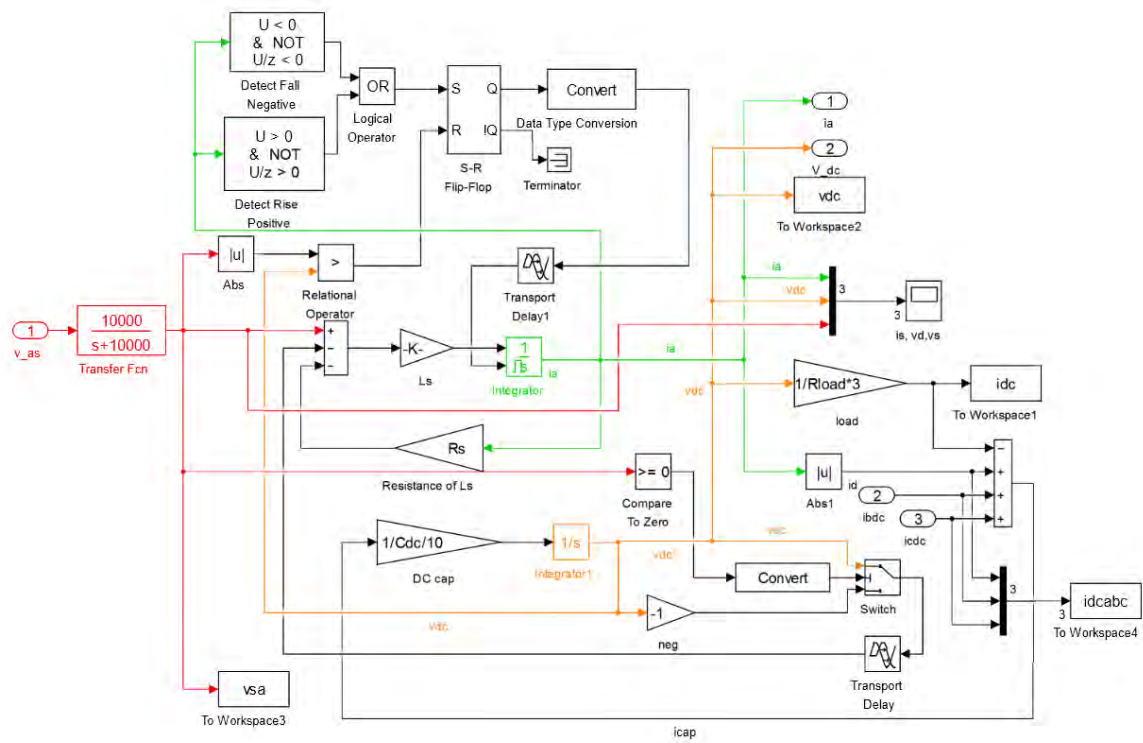 U < 0
& NOT
U/z < 0
Detect Fall
Negative
OR
Logical
Operator
S
R
Q
!Q
S-R
Flip-Flop
Convert
Data Type Conversion
Terminator
1
ia
2
V_dc
vdc
To Workspace2
U > 0
& NOT
U/z > 0
Detect Rise
Positive
|u|
Abs
>
Relational
Operator
Transport
Delay1
ia
vdc
3
3
is, vd,vs
1
v_as
10000
s+10000
Transfer Fcn
+
−
−
-K-
Ls
1
s
Integrator
ia
ia
vdc
1/Rload*3
load
idc
To Workspace1
Rs
Resistance of Ls
>= 0
Compare
To Zero
|u|
Abs1
id
2
ibdc
3
icdc
−
+
+
+
1/Cdc/10
DC cap
1/s
Integrator1
vdc
vdc
Convert
Switch
vdc
-1
neg
3
idcabc
3
To Workspace4
Transport
Delay
vsa
To Workspace3
icap